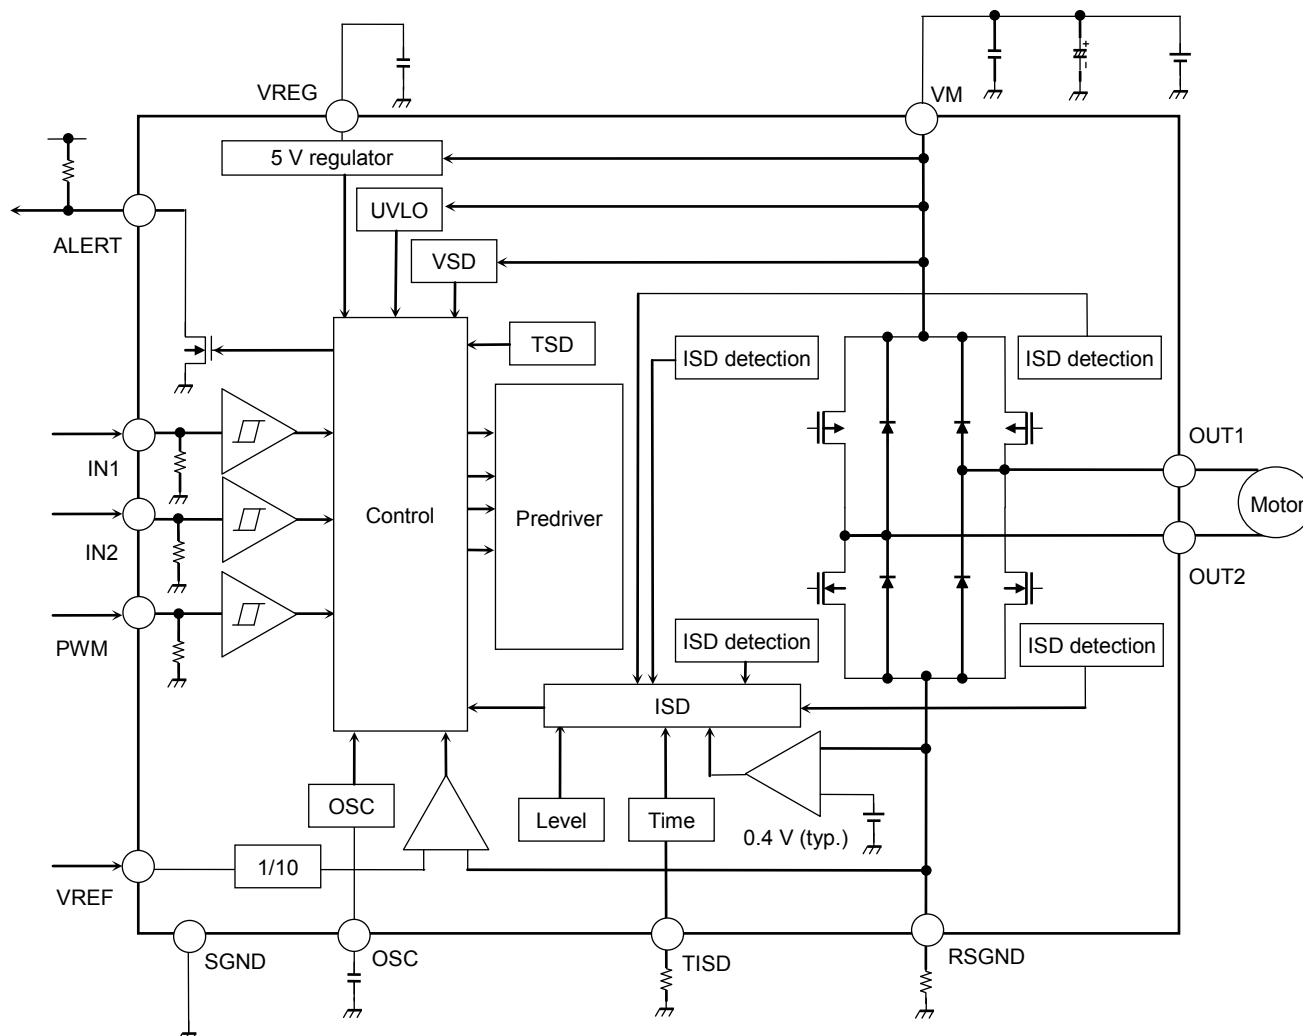 VREG
VM
5 V regulator
UVLO
ALERT
VSD
TSD
ISD detection
ISD detection
IN1
OUT1
Control
Predriver
Motor
IN2
OUT2
PWM
ISD detection
ISD detection
ISD
OSC
Level
Time
0.4 V (typ.)
+
-
1/10
VREF
SGND
OSC
TISD
RSGND